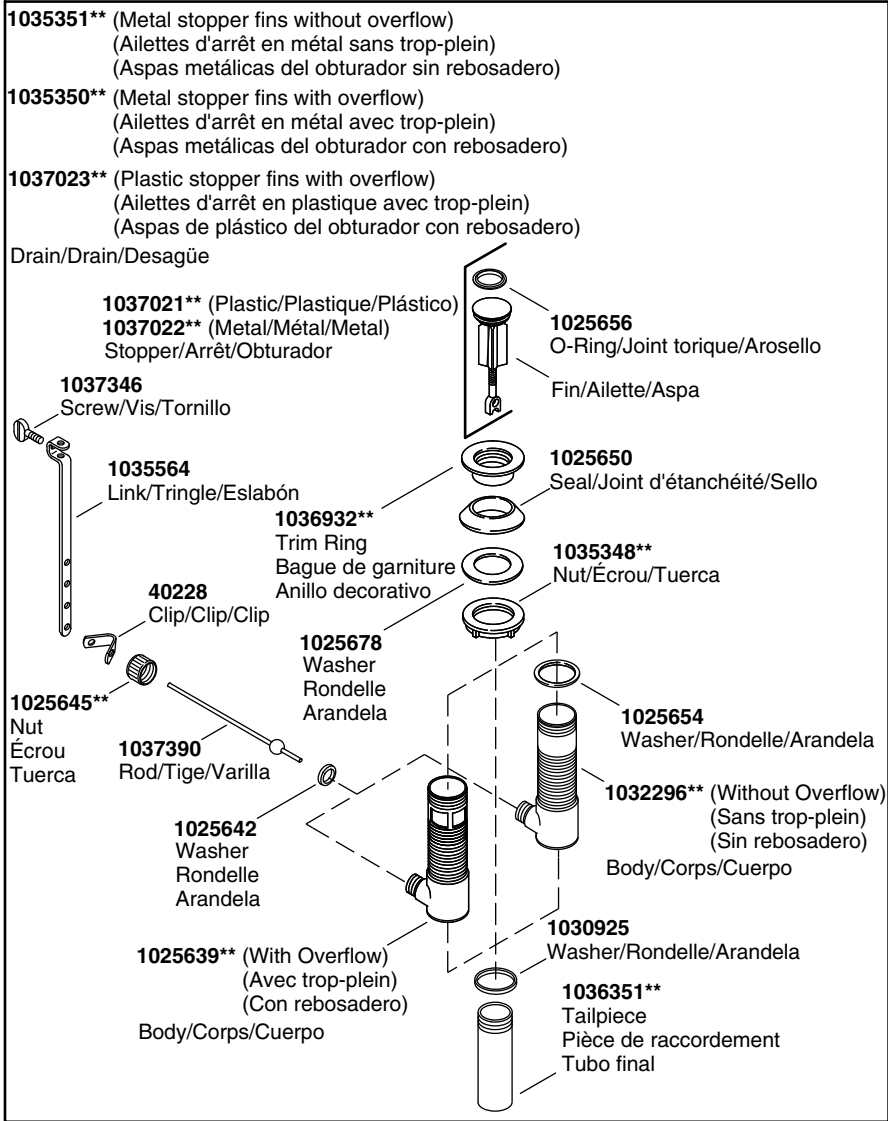 1035351** (Metal stopper fins without overflow)
(Ailettes d'arrêt en métal sans trop-plein)
(Aspas metálicas del obturador sin rebosadero)
1035350** (Metal stopper fins with overflow)
(Ailettes d'arrêt en métal avec trop-plein)
(Aspas metálicas del obturador con rebosadero)
1037023** (Plastic stopper fins with overflow)
(Ailettes d'arrêt en plastique avec trop-plein)
(Aspas de plástico del obturador con rebosadero)
Drain/Drain/Desagüe
1037021** (Plastic/Plastique/Plástico)
1037022** (Metal/Métal/Metal)
Stopper/Arrêt/Obturador
1025656
O-Ring/Joint torique/Arosello
Fin/Ailette/Aspa
1037346
Screw/Vis/Tornillo
1035564
Link/Tringle/Eslabón
1025650
Seal/Joint d'étanchéité/Sello
1036932**
Trim Ring
Bague de garniture
Anillo decorativo
1035348**
Nut/Écrou/Tuerca
40228
Clip/Clip/Clip
1025678
Washer
Rondelle
Arandela
1025645**
Nut
Écrou
Tuerca
1037390
Rod/Tige/Varilla
1025654
Washer/Rondelle/Arandela
1032296** (Without Overflow)
(Sans trop-plein)
(Sin rebosadero)
Body/Corps/Cuerpo
1025642
Washer
Rondelle
Arandela
1025639** (With Overflow)
(Avec trop-plein)
(Con rebosadero)
Body/Corps/Cuerpo
1030925
Washer/Rondelle/Arandela
1036351**
Tailpiece
Pièce de raccordement
Tubo final